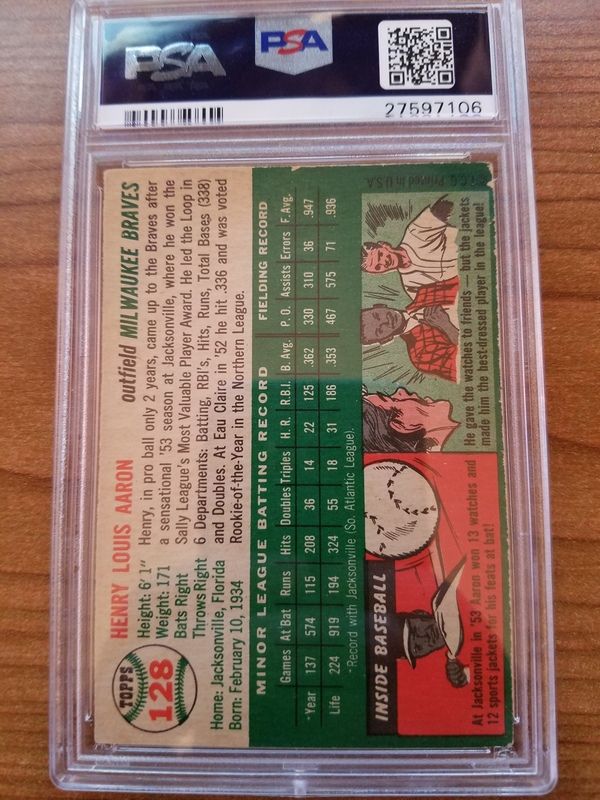 PSA
PSA
27597106
TOPPS
128
HENRY LOUIS AARON
outfield MILWAUKEE BRAVES
Height: 6' 1"
Weight: 171
Bats Right
Throws Right
Home: Jacksonville, Florida
Born: February 10, 1934
Henry, in pro ball only 2 years, came up to the Braves after
a sensational '53 season at Jacksonville, where he won the
Sally League's Most Valuable Player Award. He led the Loop in
6 Departments: Batting, RBI's, Hits, Runs, Total Bases (338)
and Doubles. At Eau Claire in '52 he hit .336 and was voted
Rookie-of-the-Year in the Northern League.
MINOR LEAGUE BATTING RECORD FIELDING RECORD
Games At Bat Runs Hits Doubles Triples H. R. R.B.I. B. Avg. P. O. Assists Errors F. Avg.
*Year 137 574 115 208 36 14 22 125 .362 330 310 36 .947
Life 224 919 194 324 55 18 31 186 .353 467 575 71 .936
*Record with Jacksonville (So. Atlantic League).
INSIDE BASEBALL
At Jacksonville in '53 Aaron won 13 watches and
12 sports jackets for his feats at bat!
He gave the watches to friends — but the jackets
made him the best-dressed player in the league!
T.C.G. Printed in U.S.A.